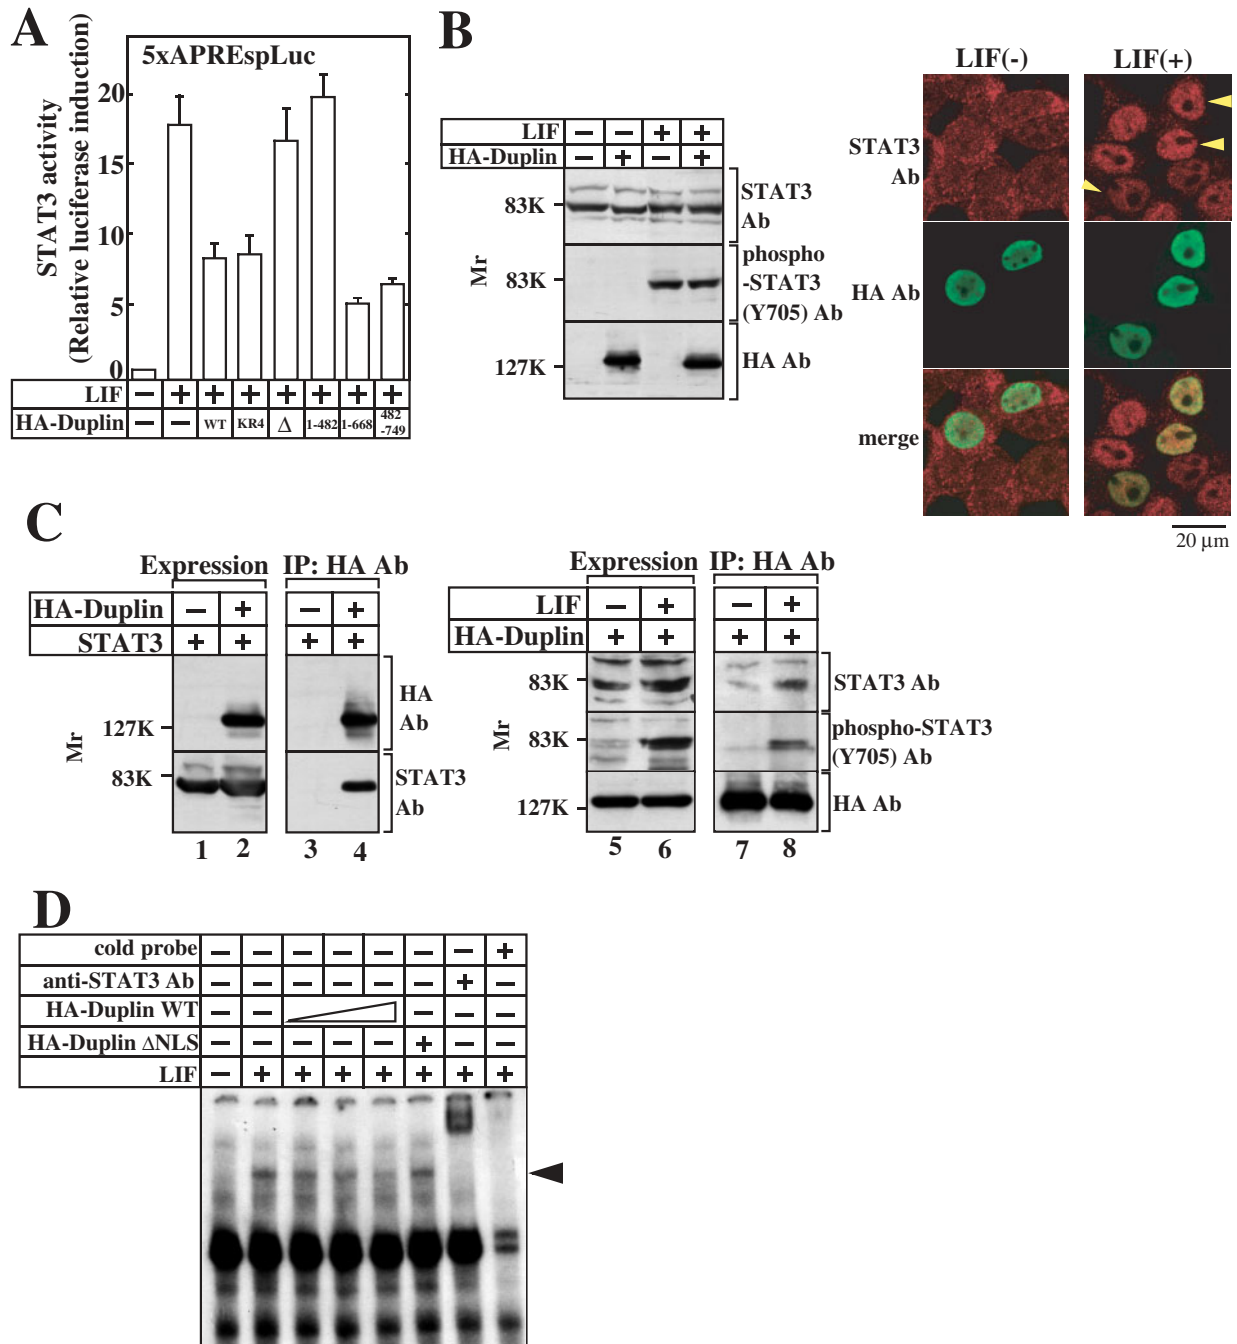 A
5xAPREspLuc
STAT3 activity
(Relative luciferase induction)
20
15
10
5
0
LIF − + + + + + + +
HA-Duplin − − WT KR4 Δ 1-482 1-668 482-749
B
LIF − − + +
HA-Duplin − + − +
Mr
83K
STAT3
Ab
83K
phospho
-STAT3
(Y705) Ab
127K
HA Ab
LIF(-) LIF(+)
STAT3
Ab
HA Ab
merge
20 μm
C
Expression IP: HA Ab
HA-Duplin − + − +
STAT3 + + + +
Mr
127K
HA
Ab
83K
STAT3
Ab
1 2 3 4
Expression IP: HA Ab
LIF − + − +
HA-Duplin + + + +
Mr
83K
STAT3 Ab
83K
phospho-STAT3
(Y705) Ab
127K
HA Ab
5 6 7 8
D
cold probe − − − − − − − +
anti-STAT3 Ab − − − − − − + −
HA-Duplin WT − − − − −
HA-Duplin ΔNLS − − − − − + − −
LIF − + + + + + + +